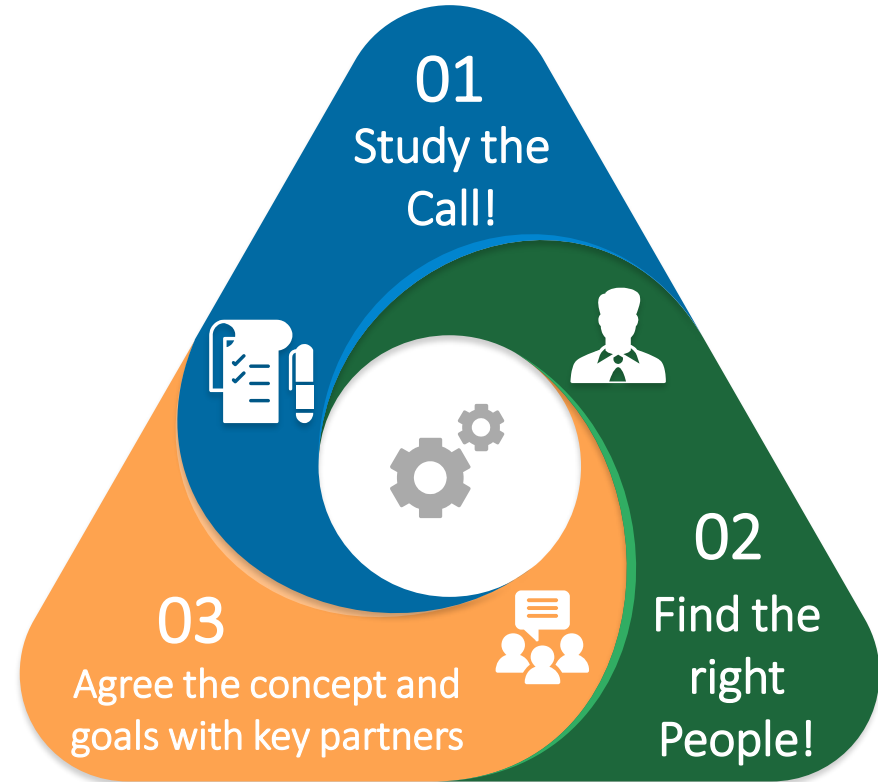 01
Study the
Call!
02
Find the
right
People!
03
Agree the concept and
goals with key partners